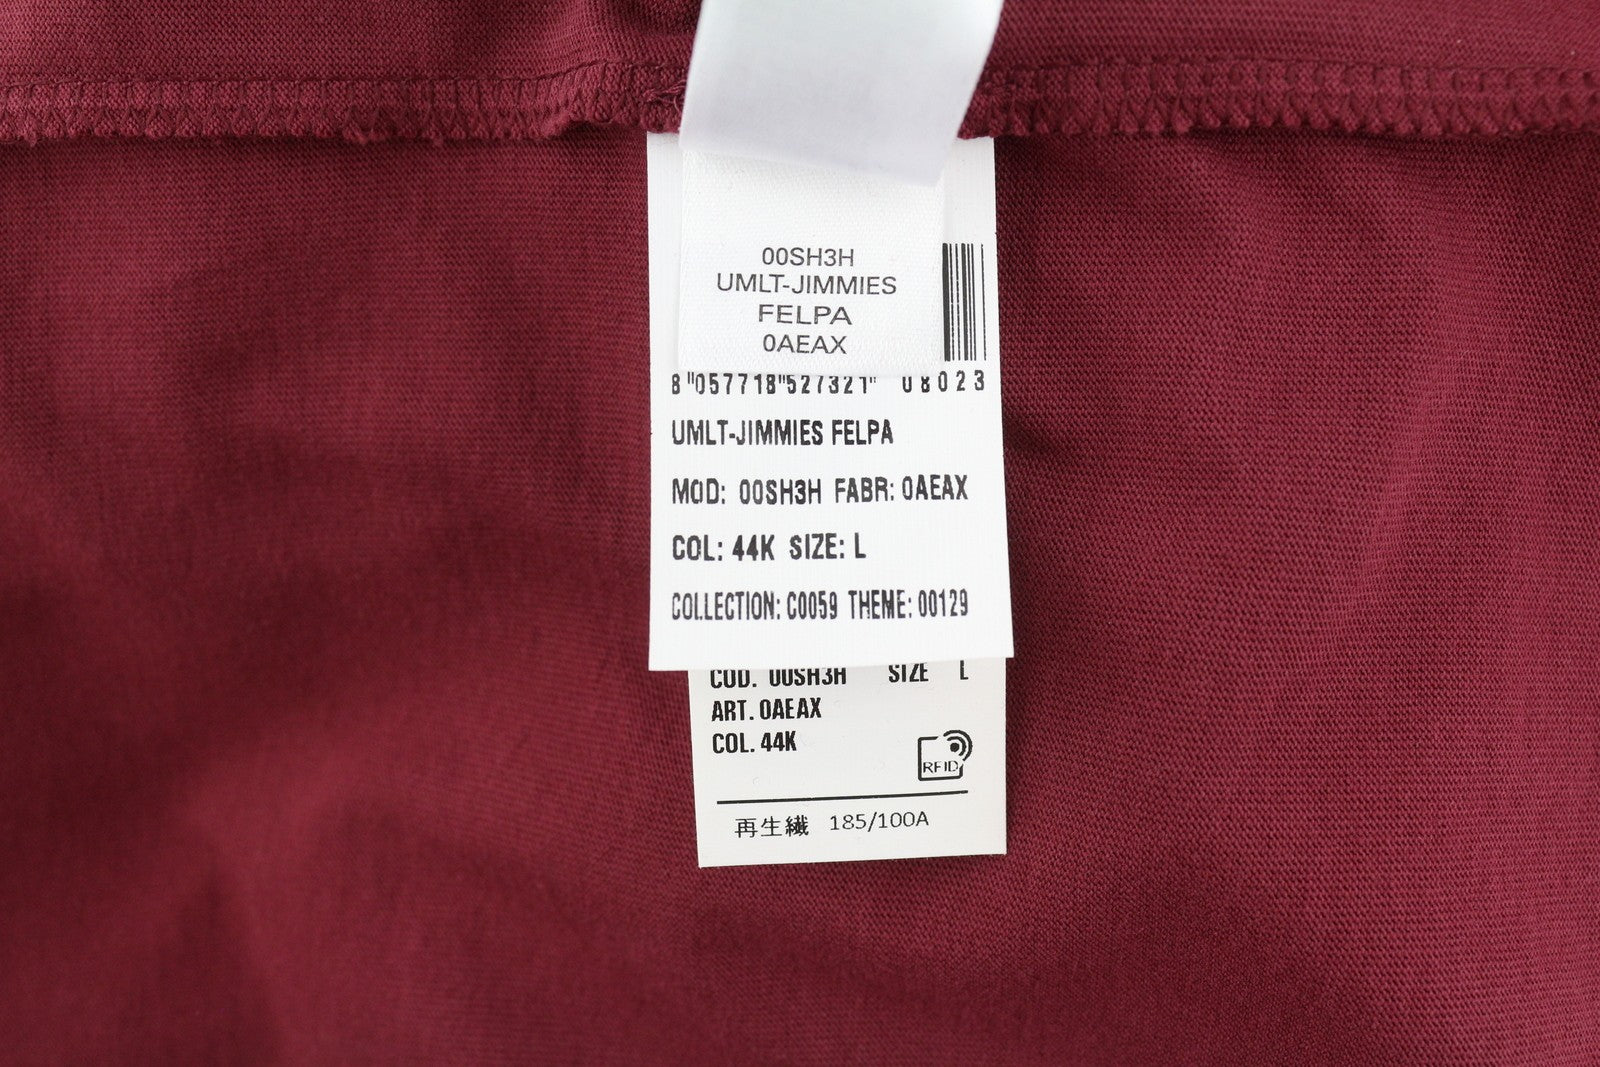 00SH3H
UMLT-JIMMIES
FELPA
0AEAX
8"057718"527321" 08023
UMLT-JIMMIES FELPA
MOD: 00SH3H FABR: 0AEAX
COL: 44K SIZE: L
COLLECTION: C0059 THEME: 00129
COD. 00SH3H SIZE L
ART. 0AEAX
COL. 44K
RFID
再生纖 185/100A